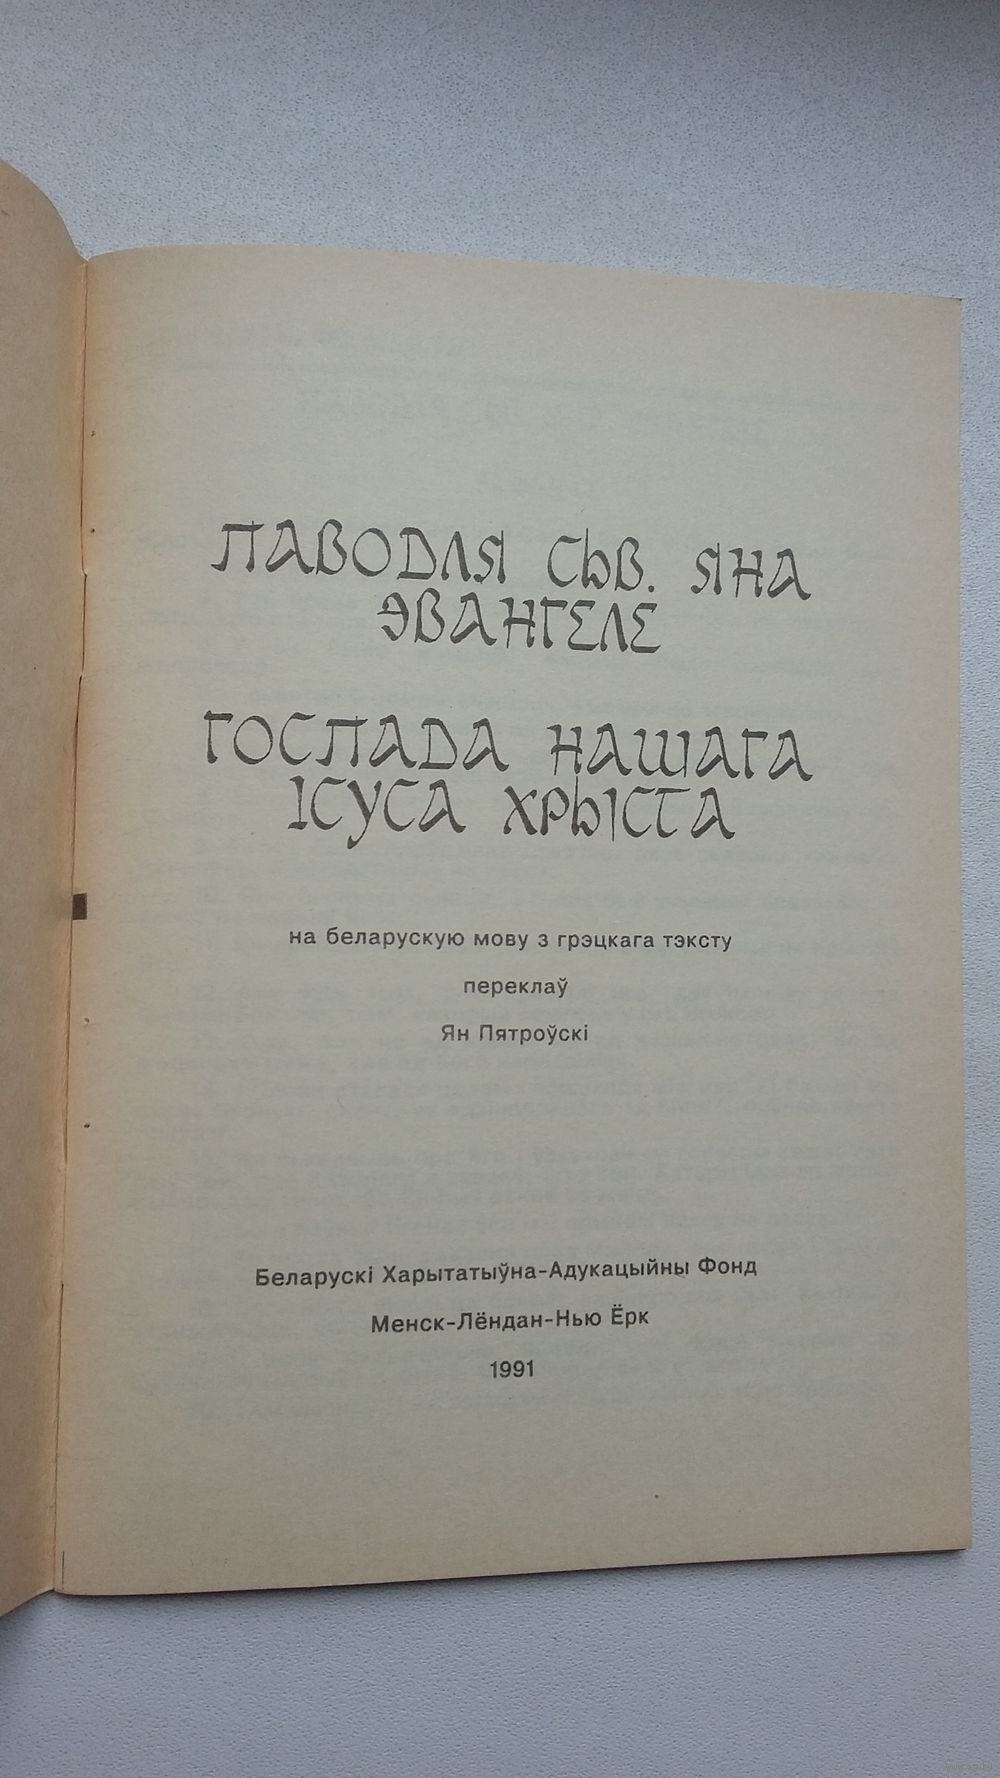 ПАВОДЛЯ СЬВ. ЯНА
ЭВАНГЕЛЕ
ГОСПАДА НАШАГА
ІСУСА ХРЫСТА
на беларускую мову з грэцкага тэксту
переклаў
Ян Пятроўскі
Беларускі Харытатыўна-Адукацыйны Фонд
Менск-Лёндан-Нью Ёрк
1991